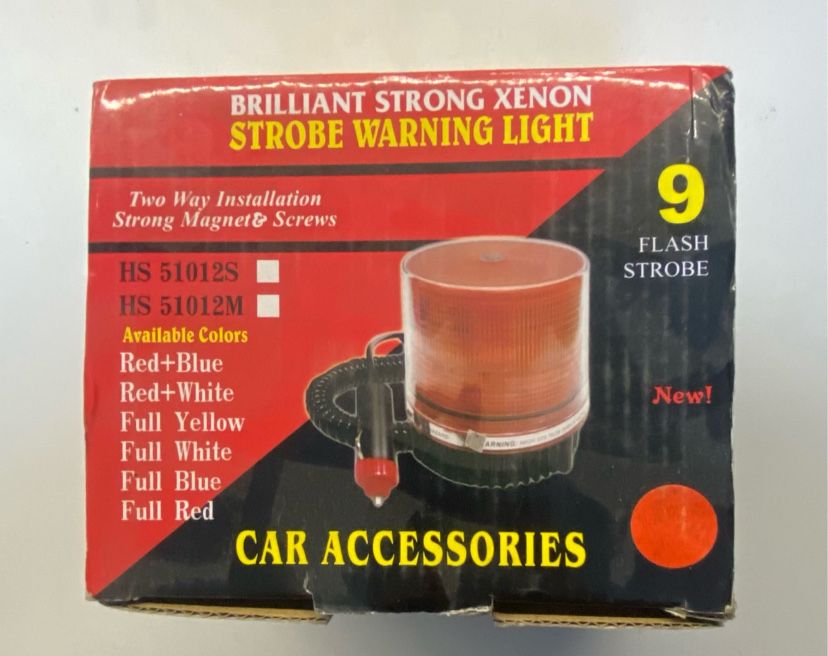 BRILLIANT STRONG XENON
STROBE WARNING LIGHT
Two Way Installation
Strong Magnet& Screws
9
FLASH
STROBE
HS 51012S
HS 51012M
Available Colors
Red+Blue
Red+White
Full Yellow
Full White
Full Blue
Full Red
ARNING:
New!
CAR ACCESSORIES